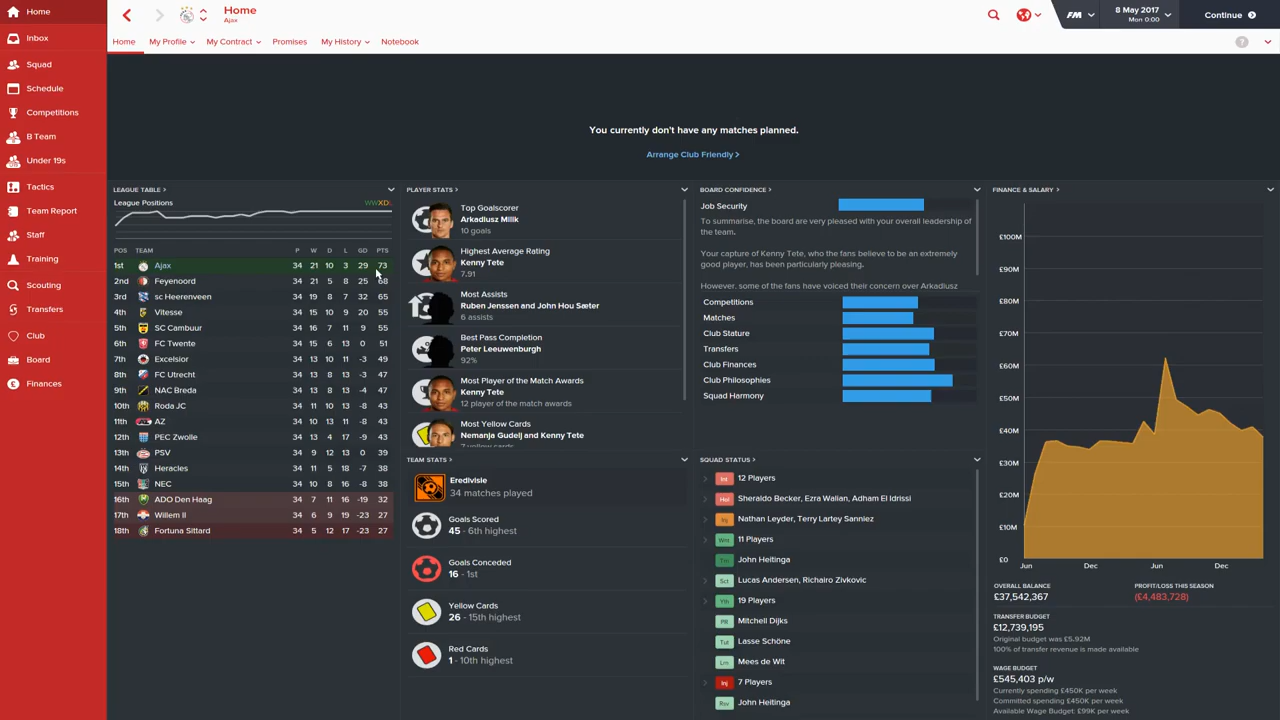 Home
Home
Ajax
FM
8 May 2017
Mon 0:00
Continue
Inbox
Squad
Schedule
Competitions
B Team
Under 19s
Tactics
Team Report
Staff
Training
Scouting
Transfers
Club
Board
Finances
Home My Profile My Contract Promises My History Notebook
?
You currently don't have any matches planned.
Arrange Club Friendly >
LEAGUE TABLE >
League Positions
POS TEAM P W D L GD PTS
1st Ajax 34 21 10 3 29 73
2nd Feyenoord 34 21 5 8 25 68
3rd sc Heerenveen 34 19 8 7 32 65
4th Vitesse 34 15 10 9 20 55
5th SC Cambuur 34 16 7 11 9 55
6th FC Twente 34 15 6 13 0 51
7th Excelsior 34 13 10 11 -3 49
8th FC Utrecht 34 13 8 13 -3 47
9th NAC Breda 34 13 8 13 -4 47
10th Roda JC 34 11 10 13 -8 43
11th AZ 34 10 13 11 -8 43
12th PEC Zwolle 34 13 4 17 -9 43
13th PSV 34 9 12 13 0 39
14th Heracles 34 11 5 18 -7 38
15th NEC 34 10 8 16 -8 38
16th ADO Den Haag 34 7 11 16 -19 32
17th Willem II 34 6 9 19 -23 27
18th Fortuna Sittard 34 5 12 17 -23 27
PLAYER STATS >
Top Goalscorer
Arkadiusz Milik
10 goals
Highest Average Rating
Kenny Tete
7.91
Most Assists
Ruben Jenssen and John Hou Sæter
6 assists
Best Pass Completion
Peter Leeuwenburgh
92%
Most Player of the Match Awards
Kenny Tete
12 player of the match awards
Most Yellow Cards
Nemanja Gudelj and Kenny Tete
7 yellow cards
TEAM STATS >
Eredivisie
34 matches played
Goals Scored
45 - 6th highest
Goals Conceded
16 - 1st
Yellow Cards
26 - 15th highest
Red Cards
1 - 10th highest
BOARD CONFIDENCE >
Job Security
To summarise, the board are very pleased with your overall leadership of
the team.
Your capture of Kenny Tete, who the fans believe to be an extremely
good player, has been particularly pleasing.
However, some of the fans have voiced their concern over Arkadiusz
Competitions
Matches
Club Stature
Transfers
Club Finances
Club Philosophies
Squad Harmony
SQUAD STATUS >
Int 12 Players
Hol Sheraldo Becker, Ezra Walian, Adham El Idrissi
Inj Nathan Leyder, Terry Lartey Sanniez
Wnt 11 Players
John Heitinga
Sct Lucas Andersen, Richairo Zivkovic
Yth 19 Players
PR Mitchell Dijks
Tut Lasse Schöne
Lrn Mees de Wit
Inj 7 Players
Rsv John Heitinga
FINANCE & SALARY >
£100M
£90M
£80M
£70M
£60M
£50M
£40M
£30M
£20M
£10M
£0
Jun Dec Jun Dec
OVERALL BALANCE
£37,542,367
PROFIT/LOSS THIS SEASON
(£4,483,728)
TRANSFER BUDGET
£12,739,195
Original budget was £5.92M
100% of transfer revenue is made available
WAGE BUDGET
£545,403 p/w
Currently spending £450K per week
Committed spending £450K per week
Available Wage Budget: £99K per week